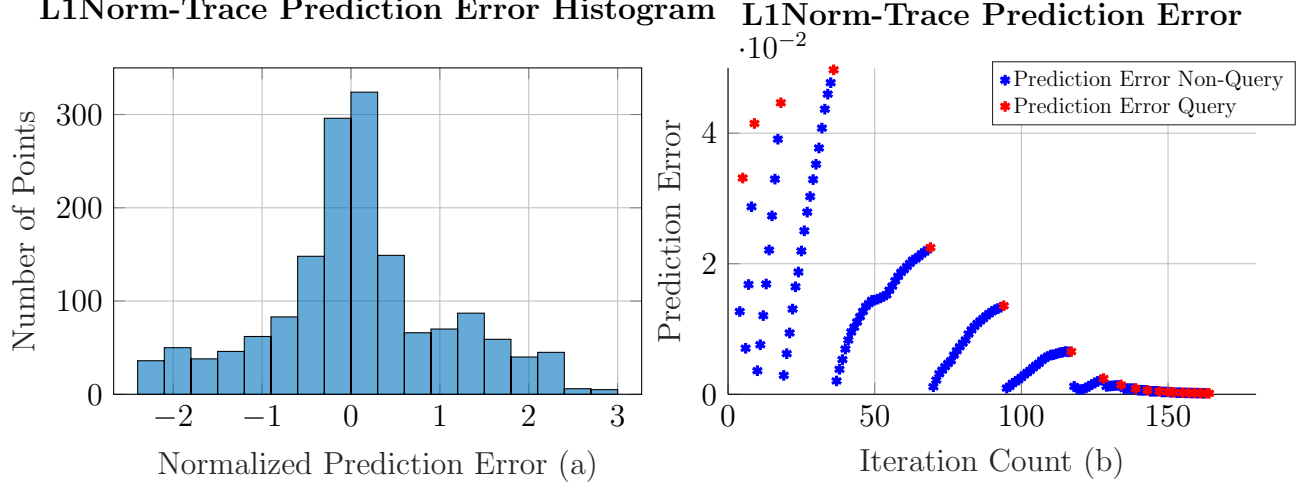 L1Norm-Trace Prediction Error Histogram
300
200
100
0
−2
−1
0
1
2
3
Number of Points
Normalized Prediction Error (a)
L1Norm-Trace Prediction Error
·10−2
Prediction Error Non-Query
Prediction Error Query
4
2
0
0
50
100
150
Prediction Error
Iteration Count (b)